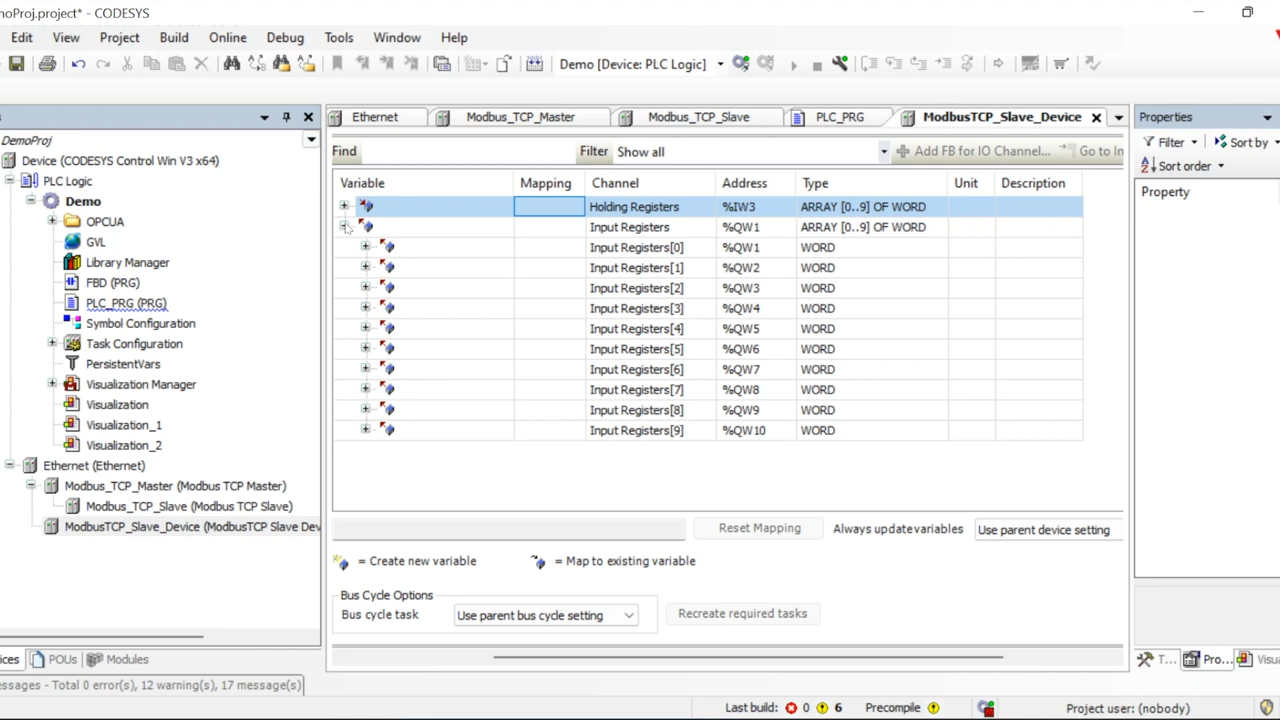 noProj.project* - CODESYS
Edit View Project Build Online Debug Tools Window Help
Demo [Device: PLC Logic]
s
DemoProj
Device (CODESYS Control Win V3 x64)
PLC Logic
Demo
OPCUA
GVL
Library Manager
FBD (PRG)
PLC_PRG (PRG)
Symbol Configuration
Task Configuration
PersistentVars
Visualization Manager
Visualization
Visualization_1
Visualization_2
Ethernet (Ethernet)
Modbus_TCP_Master (Modbus TCP Master)
Modbus_TCP_Slave (Modbus TCP Slave)
ModbusTCP_Slave_Device (ModbusTCP Slave Dev
ices POUs Modules
essages - Total 0 error(s), 12 warning(s), 17 message(s)
Ethernet Modbus_TCP_Master Modbus_TCP_Slave PLC_PRG ModbusTCP_Slave_Device
Find Filter Show all Add FB for IO Channel... Go to In
Variable Mapping Channel Address Type Unit Description
Holding Registers %IW3 ARRAY [0..9] OF WORD
Input Registers %QW1 ARRAY [0..9] OF WORD
Input Registers[0] %QW1 WORD
Input Registers[1] %QW2 WORD
Input Registers[2] %QW3 WORD
Input Registers[3] %QW4 WORD
Input Registers[4] %QW5 WORD
Input Registers[5] %QW6 WORD
Input Registers[6] %QW7 WORD
Input Registers[7] %QW8 WORD
Input Registers[8] %QW9 WORD
Input Registers[9] %QW10 WORD
Reset Mapping Always update variables Use parent device setting
= Create new variable = Map to existing variable
Bus Cycle Options
Bus cycle task Use parent bus cycle setting Recreate required tasks
Properties
Filter Sort by
Sort order
Property
T... Pro... Visua
Last build: 0 6 Precompile Project user: (nobody)